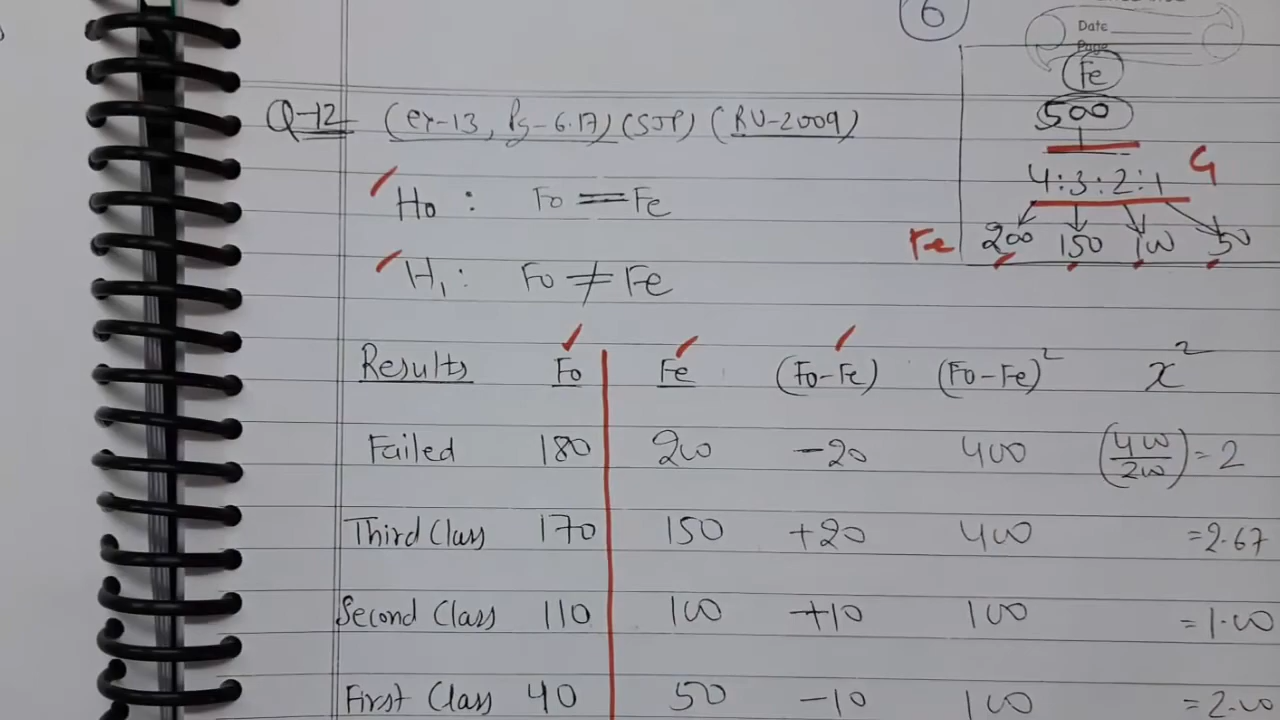 6
Date
Page
Fe
500
4:3:2:1 4
Fe 200 150 100 50
Q-12 (ex-13, Pg-6.17) (SJP) (RU-2009)
H0 : Fo = Fe
H1 : Fo ≠ Fe
Results Fo Fe (Fo-Fe) (Fo-Fe)² x²
Failed 180 200 -20 400 (400/200) = 2
Third Class 170 150 +20 400 = 2.67
Second Class 110 100 +10 100 = 1.00
First Class 40 50 -10 100 = 2.00